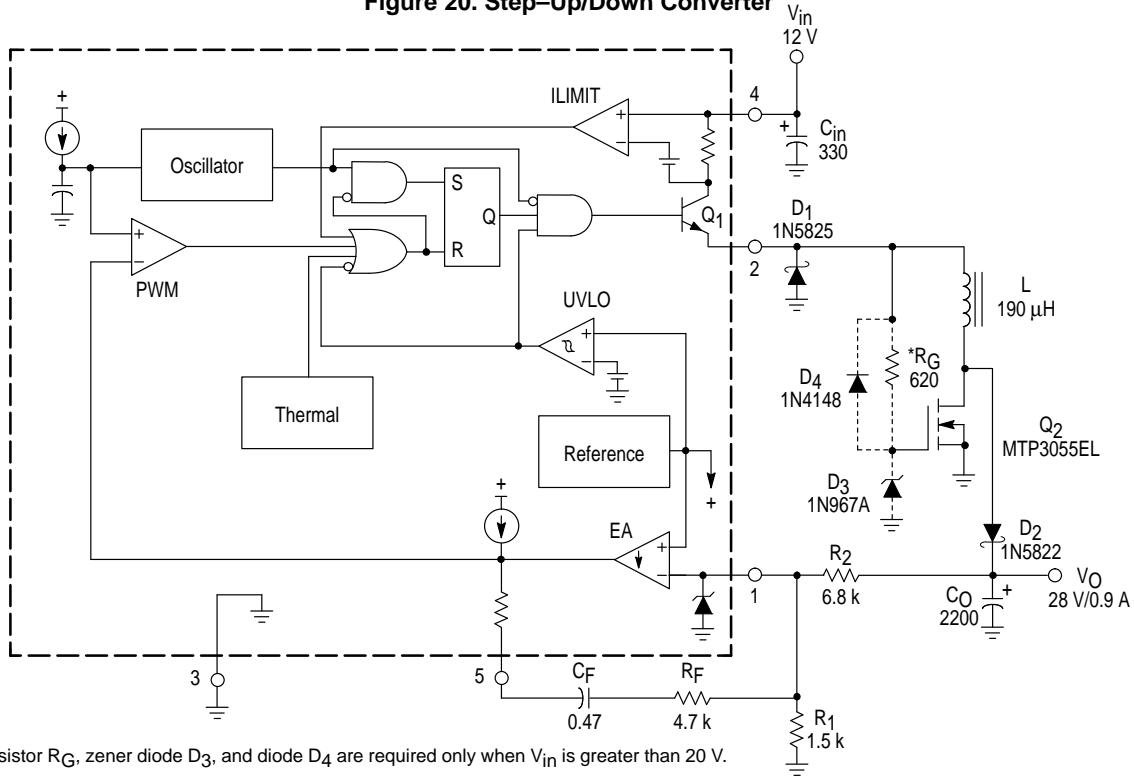 Figure 20. Step–Up/Down Converter
Vin
12 V
4
+
Cin
330
ILIMIT
+
–
+
Oscillator
S
Q
R
Q1
D1
1N5825
2
+
–
PWM
L
190 µH
UVLO
+
–
*RG
620
D4
1N4148
Thermal
Reference
+
Q2
MTP3055EL
D3
1N967A
+
EA
+
–
D2
1N5822
R2
6.8 k
1
CO
2200
+
VO
28 V/0.9 A
3
5
CF
0.47
RF
4.7 k
R1
1.5 k
sistor RG, zener diode D3, and diode D4 are required only when Vin is greater than 20 V.